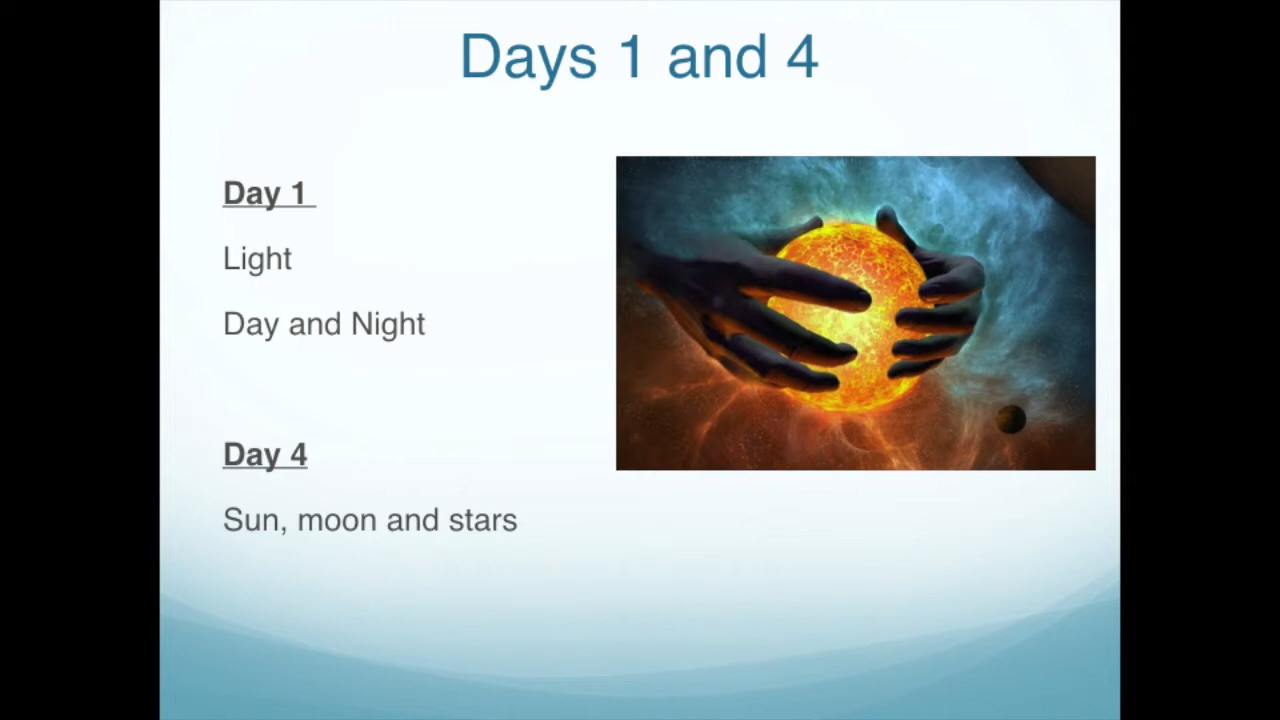 Days 1 and 4
Day 1
Light
Day and Night
Day 4
Sun, moon and stars